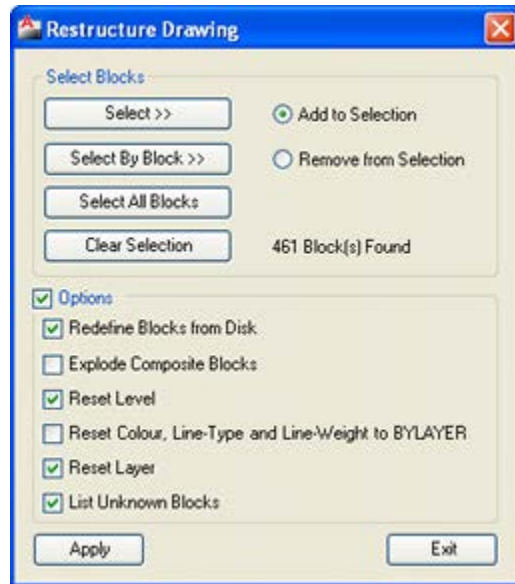 Restructure Drawing
Select Blocks
Select >>
Add to Selection
Select By Block >>
Remove from Selection
Select All Blocks
Clear Selection
461 Block(s) Found
Options
Redefine Blocks from Disk
Explode Composite Blocks
Reset Level
Reset Colour, Line-Type and Line-Weight to BYLAYER
Reset Layer
List Unknown Blocks
Apply
Exit